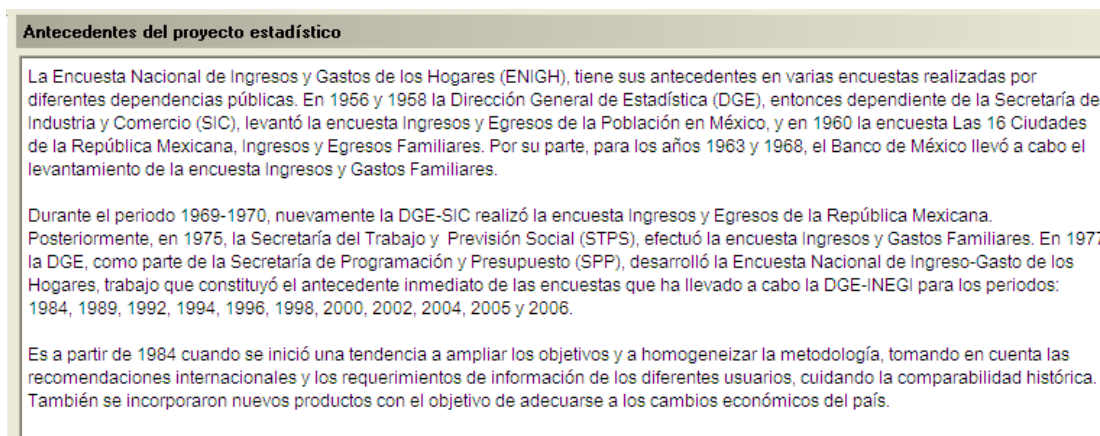 Antecedentes del proyecto estadístico
La Encuesta Nacional de Ingresos y Gastos de los Hogares (ENIGH), tiene sus antecedentes en varias encuestas realizadas por
diferentes dependencias públicas. En 1956 y 1958 la Dirección General de Estadística (DGE), entonces dependiente de la Secretaría de
Industria y Comercio (SIC), levantó la encuesta Ingresos y Egresos de la Población en México, y en 1960 la encuesta Las 16 Ciudades
de la República Mexicana, Ingresos y Egresos Familiares. Por su parte, para los años 1963 y 1968, el Banco de México llevó a cabo el
levantamiento de la encuesta Ingresos y Gastos Familiares.
Durante el periodo 1969-1970, nuevamente la DGE-SIC realizó la encuesta Ingresos y Egresos de la República Mexicana.
Posteriormente, en 1975, la Secretaría del Trabajo y Previsión Social (STPS), efectuó la encuesta Ingresos y Gastos Familiares. En 1977
la DGE, como parte de la Secretaría de Programación y Presupuesto (SPP), desarrolló la Encuesta Nacional de Ingreso-Gasto de los
Hogares, trabajo que constituyó el antecedente inmediato de las encuestas que ha llevado a cabo la DGE-INEGI para los periodos:
1984, 1989, 1992, 1994, 1996, 1998, 2000, 2002, 2004, 2005 y 2006.
Es a partir de 1984 cuando se inició una tendencia a ampliar los objetivos y a homogeneizar la metodología, tomando en cuenta las
recomendaciones internacionales y los requerimientos de información de los diferentes usuarios, cuidando la comparabilidad histórica.
También se incorporaron nuevos productos con el objetivo de adecuarse a los cambios económicos del país.